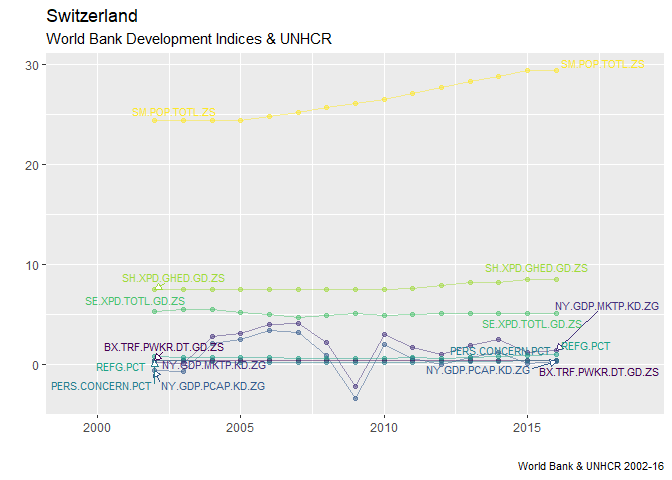 Switzerland
World Bank Development Indices & UNHCR
30
SM.POP.TOTL.ZS
SM.POP.TOTL.ZS
20
10
SH.XPD.GHED.GD.ZS
SH.XPD.GHED.GD.ZS
SE.XPD.TOTL.GD.ZS
NY.GDP.MKTP.KD.ZG
SE.XPD.TOTL.GD.ZS
BX.TRF.PWKR.DT.GD.ZS
PERS.CONCERN.PCT
REFG.PCT
0
REFG.PCT
NY.GDP.MKTP.KD.ZG
NY.GDP.PCAP.KD.ZG
BX.TRF.PWKR.DT.GD.ZS
PERS.CONCERN.PCT
NY.GDP.PCAP.KD.ZG
2000
2005
2010
2015
World Bank & UNHCR 2002-16